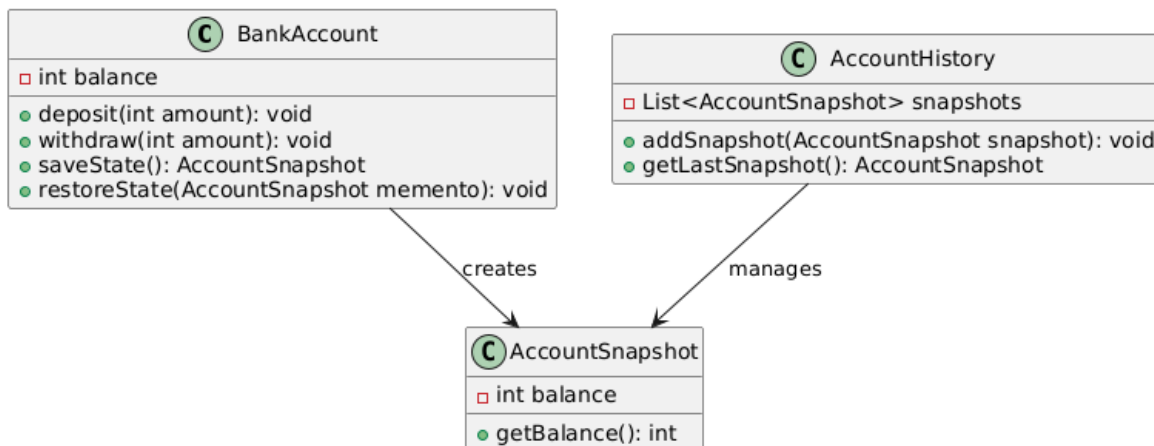 C BankAccount
int balance
deposit(int amount): void
withdraw(int amount): void
saveState(): AccountSnapshot
restoreState(AccountSnapshot memento): void
C AccountHistory
List<AccountSnapshot> snapshots
addSnapshot(AccountSnapshot snapshot): void
getLastSnapshot(): AccountSnapshot
creates
manages
C AccountSnapshot
int balance
getBalance(): int